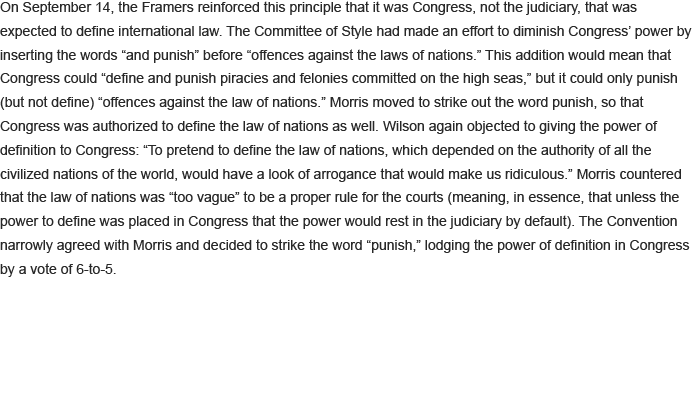 On September 14, the Framers reinforced this principle that it was Congress, not the judiciary, that was
expected to define international law. The Committee of Style had made an effort to diminish Congress’ power by
inserting the words “and punish” before “offences against the laws of nations.” This addition would mean that
Congress could “define and punish piracies and felonies committed on the high seas,” but it could only punish
(but not define) “offences against the law of nations.” Morris moved to strike out the word punish, so that
Congress was authorized to define the law of nations as well. Wilson again objected to giving the power of
definition to Congress: “To pretend to define the law of nations, which depended on the authority of all the
civilized nations of the world, would have a look of arrogance that would make us ridiculous.” Morris countered
that the law of nations was “too vague” to be a proper rule for the courts (meaning, in essence, that unless the
power to define was placed in Congress that the power would rest in the judiciary by default). The Convention
narrowly agreed with Morris and decided to strike the word “punish,” lodging the power of definition in Congress
by a vote of 6-to-5.